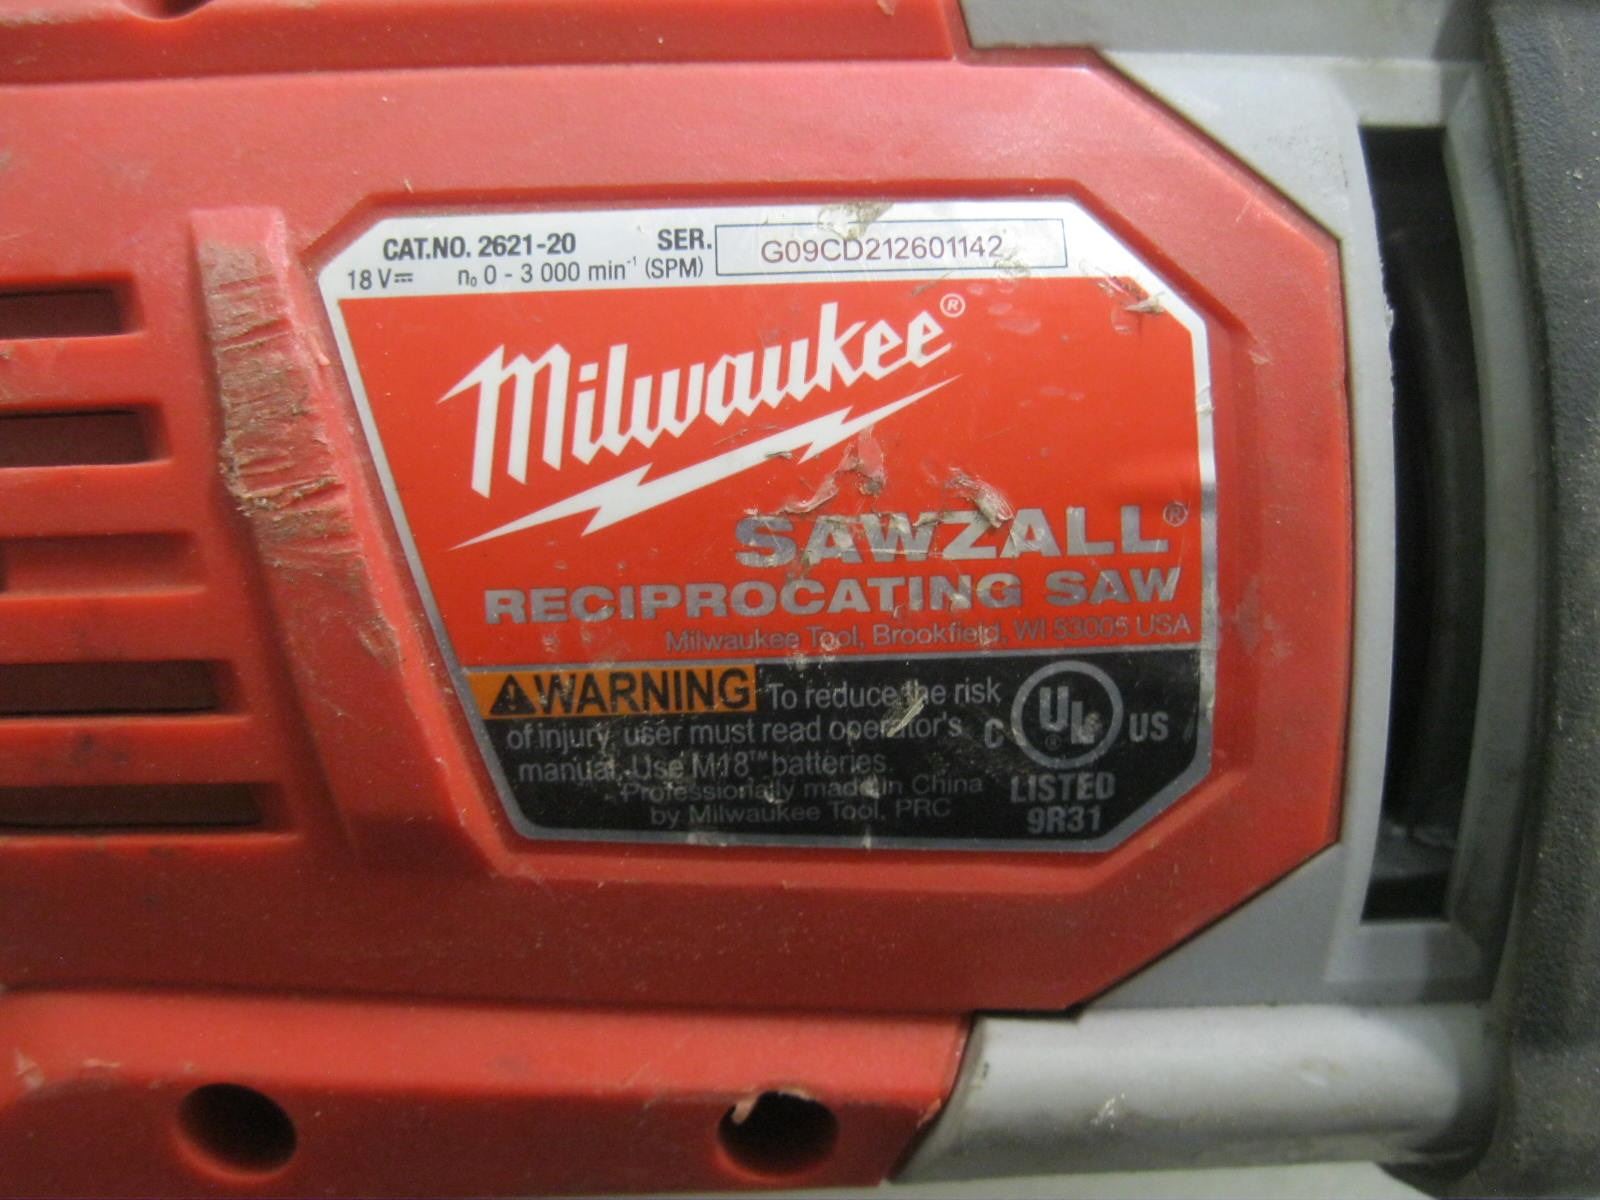 CAT.NO. 2621-20 SER. G09CD212601142
18 V⎓ n₀ 0 - 3 000 min⁻¹ (SPM)
Milwaukee®
SAWZALL®
RECIPROCATING SAW
Milwaukee Tool, Brookfield, WI 53005 USA
⚠WARNING To reduce the risk
of injury, user must read operator's
manual. Use M18™ batteries.
Professionally made in China
by Milwaukee Tool, PRC
C UL® US
LISTED
9R31